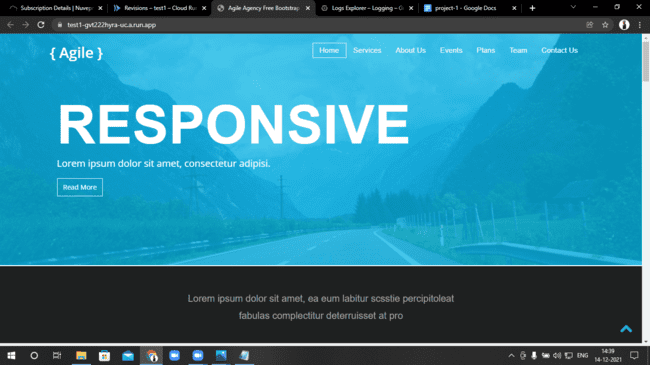 Subscription Details | Nuvep
Revisions – test1 – Cloud Ru
Agile Agency Free Bootstrap
Logs Explorer – Logging –
project-1 - Google Docs
test1-gvt222hyra-uc.a.run.app
{ Agile }
Home Services About Us Events Plans Team Contact Us
RESPONSIVE
Lorem ipsum dolor sit amet, consectetur adipisi.
Read More
Lorem ipsum dolor sit amet, ea eum labitur scsstie percipitoleat
fabulas complectitur deterruisset at pro
ENG
14:39
14-12-2021